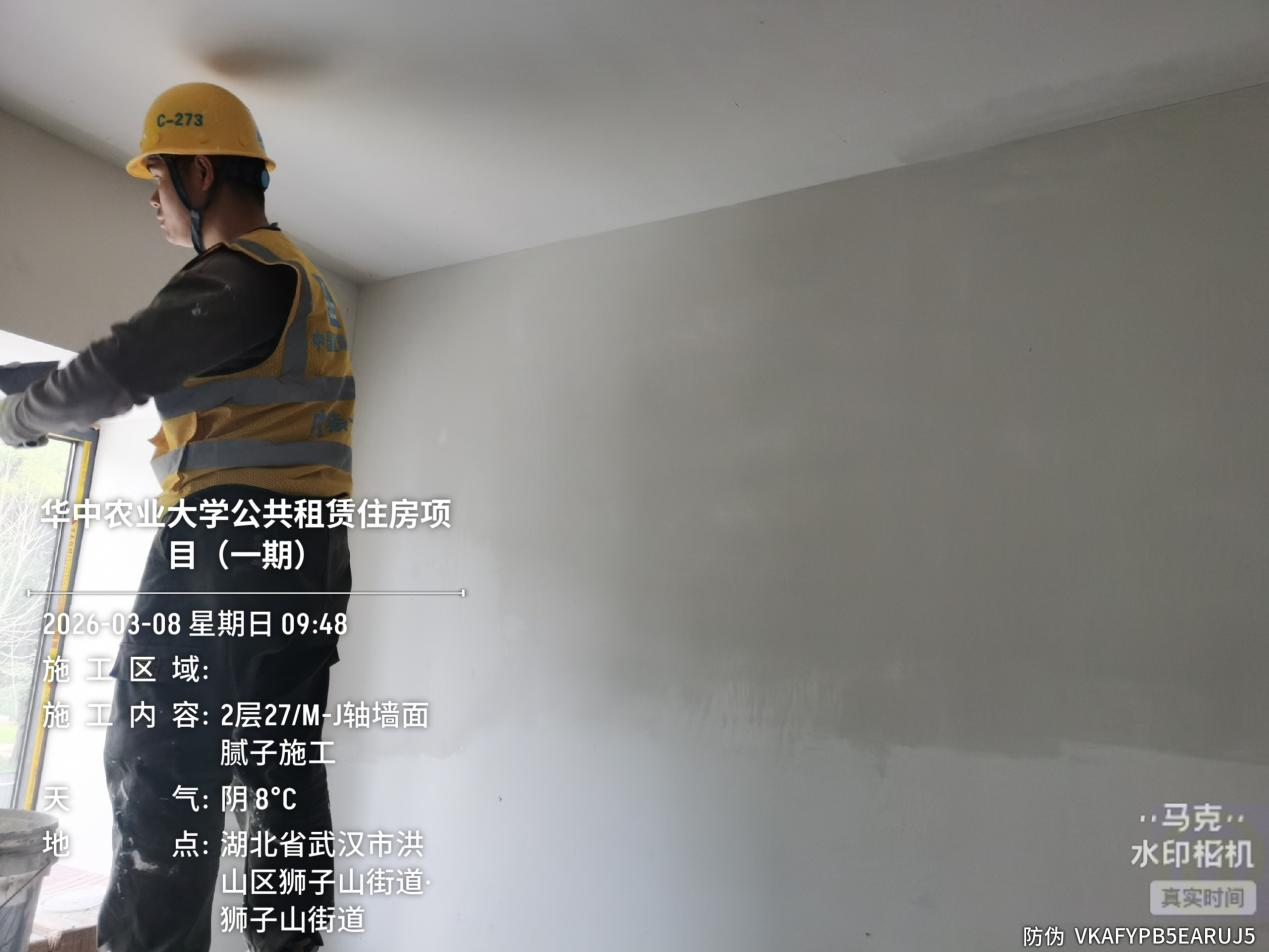 C-273
华中农业大学公共租赁住房项
目（一期）
2026-03-08 星期日 09:48
施工区域:
施工内容: 2层27/M-J轴墙面
腻子施工
天气: 阴 8°C
地点: 湖北省武汉市洪
山区狮子山街道·
狮子山街道
马克
水印相机
真实时间
防伪 VKAFYPB5EARUJ5